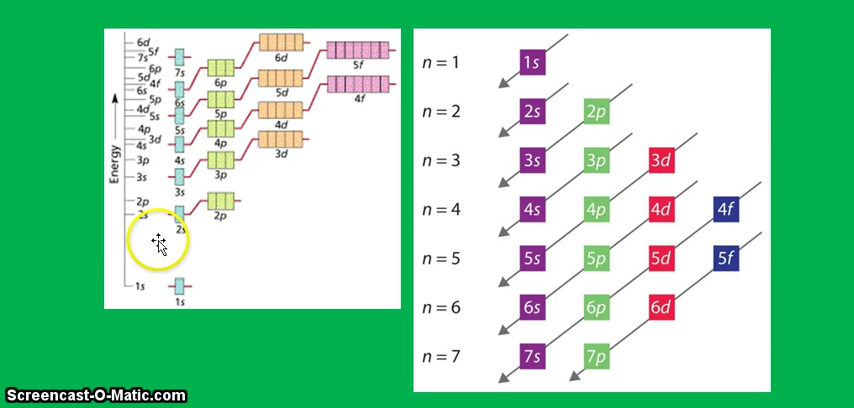 6d
5f
7s
6p
5d
4f
6s
5p
4d
5s
4p
3d
4s
3p
3s
2p
2s
1s
Energy
7s
6s
5s
4s
3s
2s
1s
6p
5p
4p
3p
2p
6d
5d
4d
3d
5f
4f
n = 1 1s
n = 2 2s 2p
n = 3 3s 3p 3d
n = 4 4s 4p 4d 4f
n = 5 5s 5p 5d 5f
n = 6 6s 6p 6d
n = 7 7s 7p
Screencast-O-Matic.com